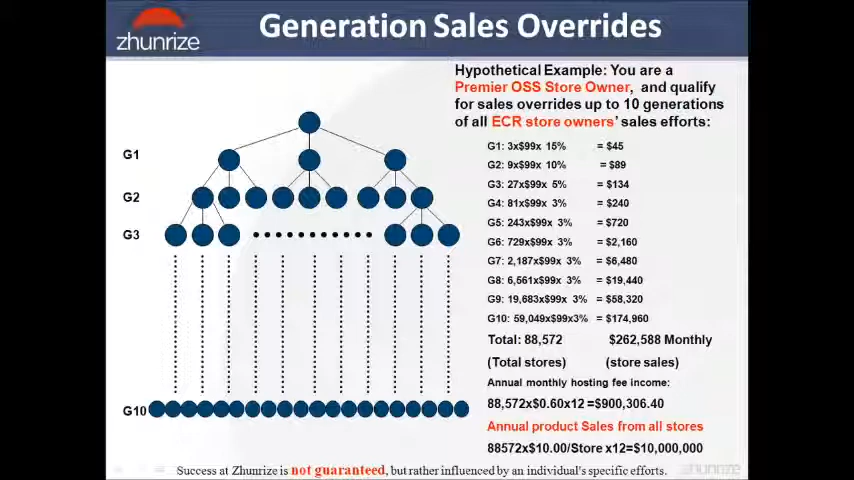 zhunrize
Generation Sales Overrides
Hypothetical Example: You are a
Premier OSS Store Owner, and qualify
for sales overrides up to 10 generations
of all ECR store owners' sales efforts:
G1
G2
G3
G10
G1: 3x$99x 15% = $45
G2: 9x$99x 10% = $89
G3: 27x$99x 5% = $134
G4: 81x$99x 3% = $240
G5: 243x$99x 3% = $720
G6: 729x$99x 3% = $2,160
G7: 2,187x$99x 3% = $6,480
G8: 6,561x$99x 3% = $19,440
G9: 19,683x$99x 3% = $58,320
G10: 59,049x$99x3% = $174,960
Total: 88,572 $262,588 Monthly
(Total stores) (store sales)
Annual monthly hosting fee income:
88,572x$0.60x12 =$900,306.40
Annual product Sales from all stores
88572x$10.00/Store x12=$10,000,000
Success at Zhunrize is not guaranteed, but rather influenced by an individual's specific efforts.
zhunrize